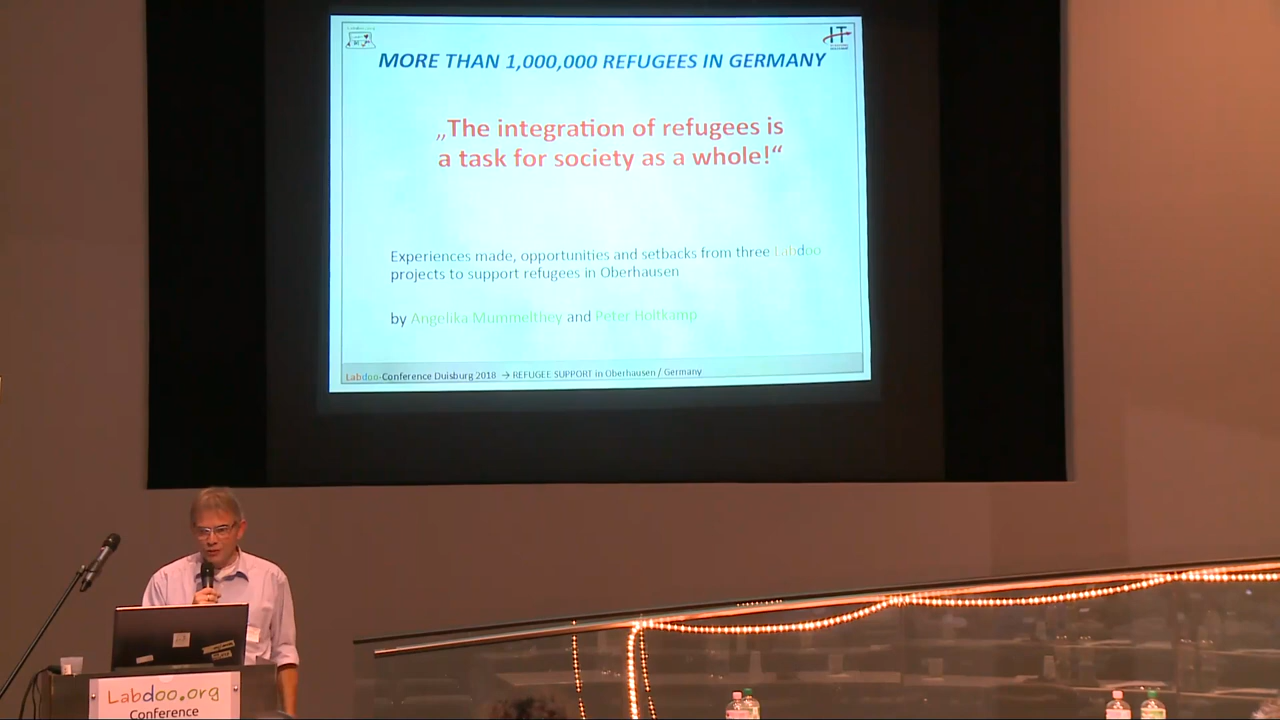 MORE THAN 1,000,000 REFUGEES IN GERMANY
„The integration of refugees is
a task for society as a whole!“
Experiences made, opportunities and setbacks from three Labdoo
projects to support refugees in Oberhausen
by Angelika Mummelthey and Peter Holtkamp
Labdoo-Conference Duisburg 2018 → REFUGEE SUPPORT in Oberhausen / Germany
IT
Labdoo.org
Conference